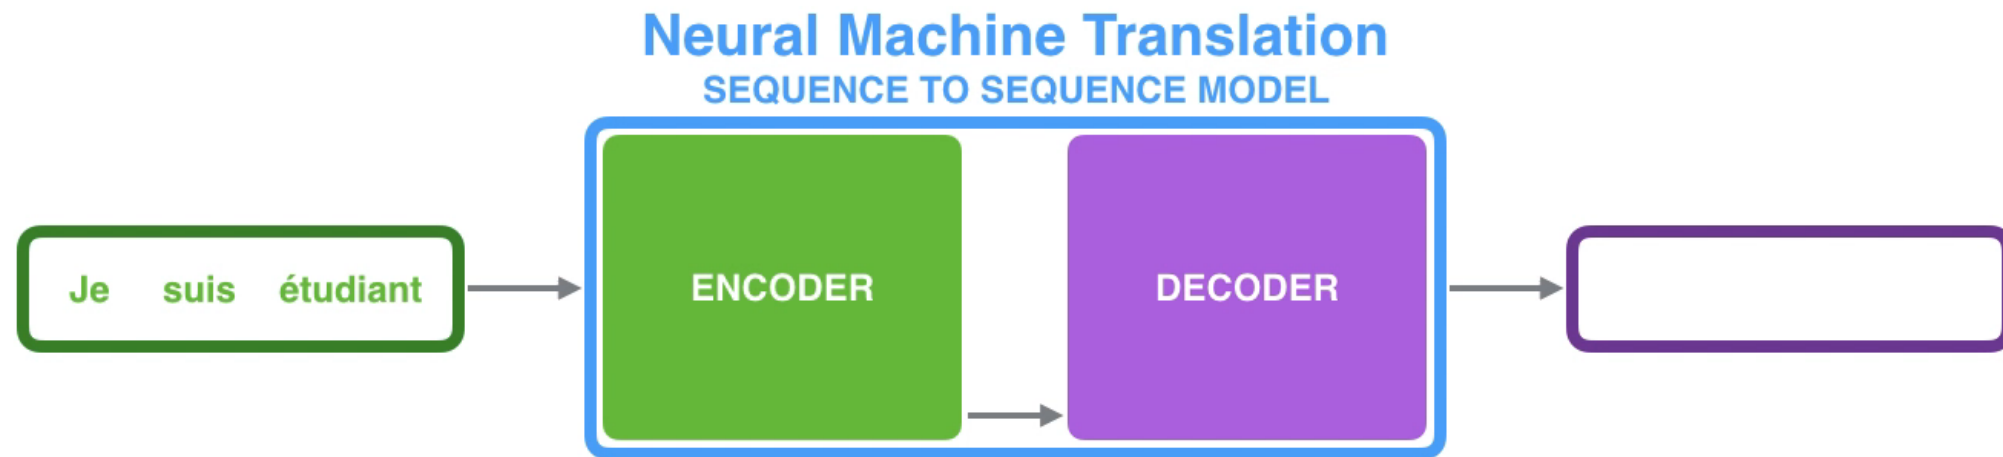 Neural Machine Translation
SEQUENCE TO SEQUENCE MODEL
Je suis étudiant
ENCODER
DECODER